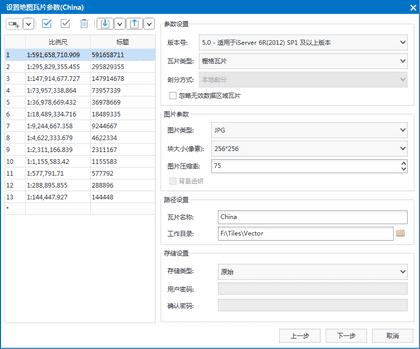 设置地图瓦片参数(China)
比例尺 标题
1 1:591,658,710.909 591658711
2 1:295,829,355.455 295829355
3 1:147,914,677.727 147914678
4 1:73,957,338.864 73957339
5 1:36,978,669.432 36978669
6 1:18,489,334.716 18489335
7 1:9,244,667.358 9244667
8 1:4,622,333.679 4622334
9 1:2,311,166.839 2311167
10 1:1,155,583.42 1155583
11 1:577,791.71 577792
12 1:288,895.855 288896
13 1:144,447.927 144448
*
参数设置
版本号: 5.0 - 适用于iServer 6R(2012) SP1 及以上版本
瓦片类型: 栅格瓦片
剖分方式: 本地剖分
忽略无效数据区域瓦片
图片参数
图片类型: JPG
块大小(像素): 256*256
图片压缩率: 75
背景透明
路径设置
瓦片名称: China
工作目录: F:\Tiles\Vector
存储设置
存储类型: 原始
用户密码:
确认密码:
上一步 下一步 取消